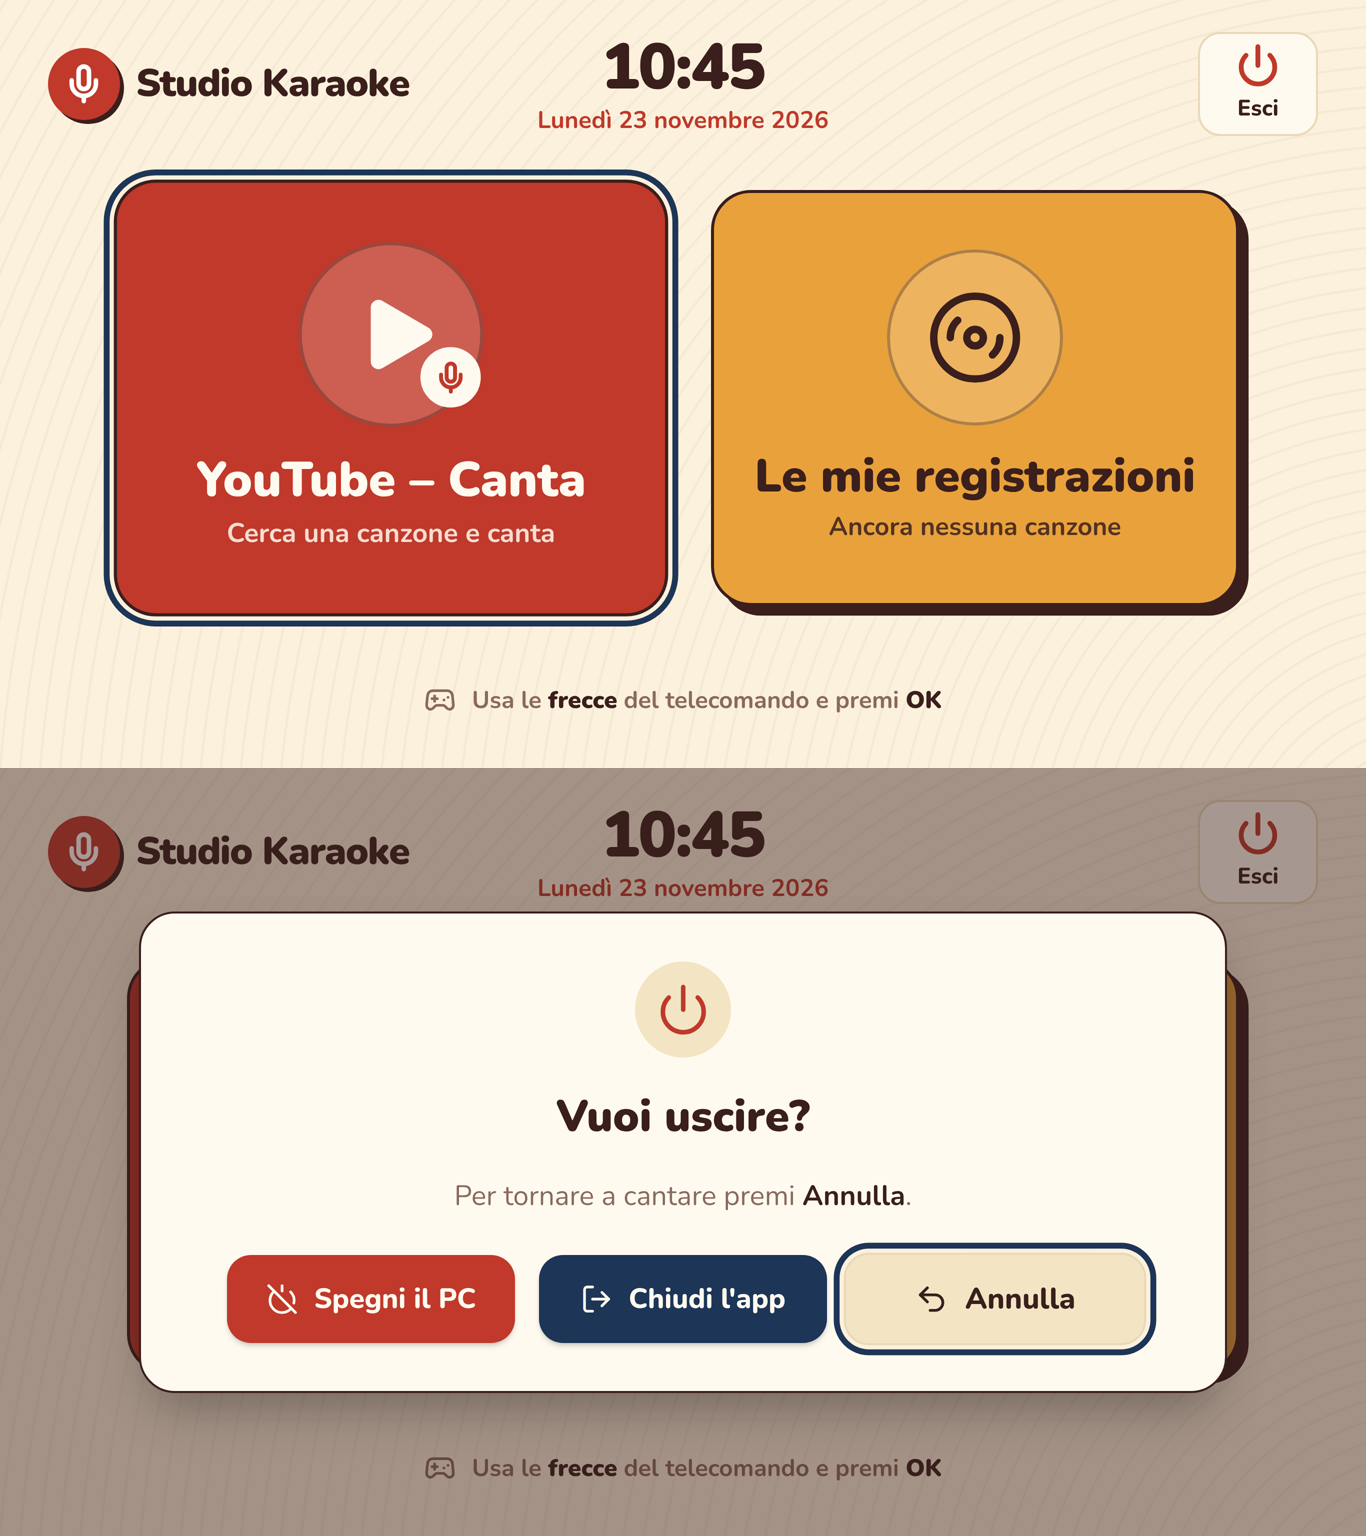 Studio Karaoke
10:45
Lunedì 23 novembre 2026
Esci
YouTube – Canta
Cerca una canzone e canta
Le mie registrazioni
Ancora nessuna canzone
Usa le frecce del telecomando e premi OK
Studio Karaoke
10:45
Lunedì 23 novembre 2026
Esci
Vuoi uscire?
Per tornare a cantare premi Annulla.
Spegni il PC
Chiudi l'app
Annulla
Usa le frecce del telecomando e premi OK